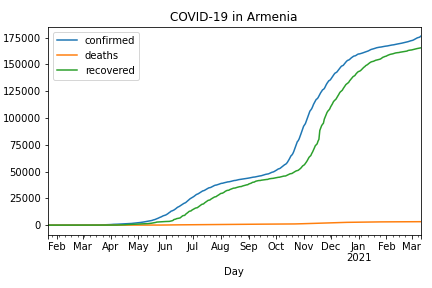 COVID-19 in Armenia
confirmed
deaths
recovered
175000
150000
125000
100000
75000
50000
25000
0
Feb Mar Apr May Jun Jul Aug Sep Oct Nov Dec Jan Feb Mar
2021
Day